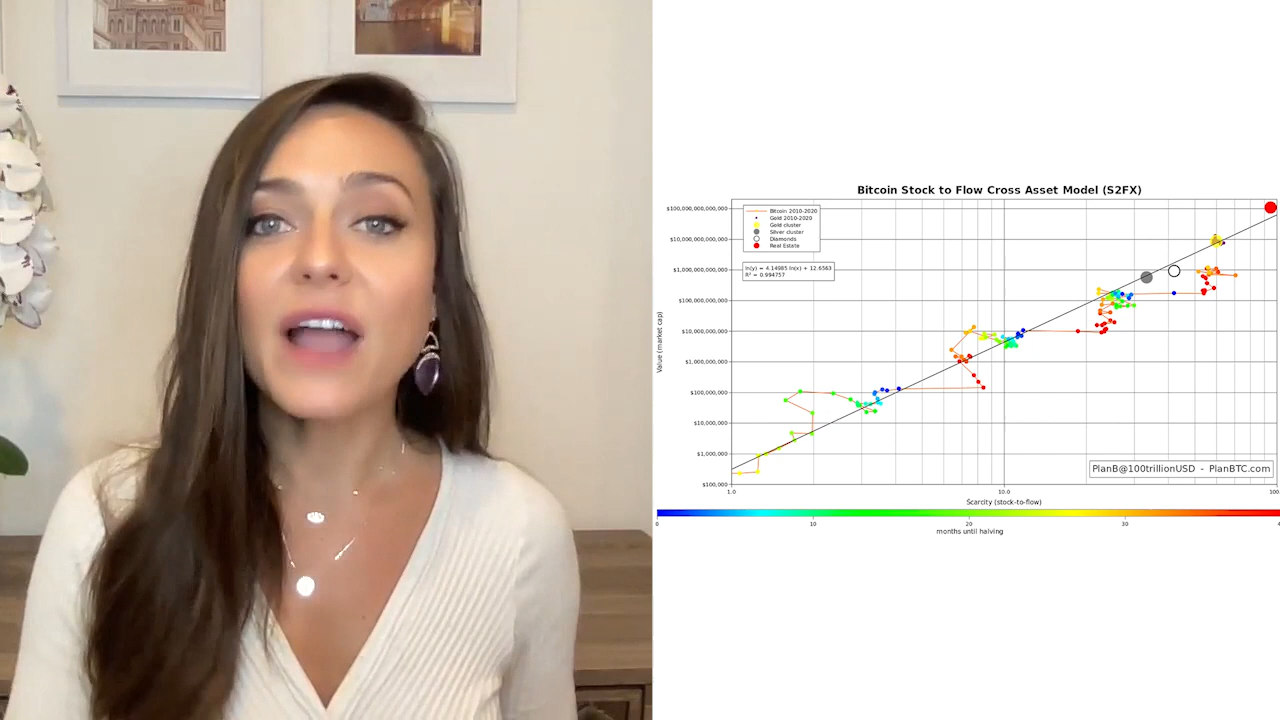 Bitcoin Stock to Flow Cross Asset Model (S2FX)
$100,000,000,000,000
$10,000,000,000,000
$1,000,000,000,000
$100,000,000,000
$10,000,000,000
$1,000,000,000
$100,000,000
$10,000,000
$1,000,000
$100,000
Value (market cap)
Bitcoin 2010-2020
Gold 2010-2020
Gold cluster
Silver cluster
Diamonds
Real Estate
ln(y) = 4.14985 ln(x) + 12.6563
R² = 0.994757
PlanB@100trillionUSD - PlanBTC.com
1.0
10.0
100
Scarcity (stock-to-flow)
0
10
20
30
4
months until halving